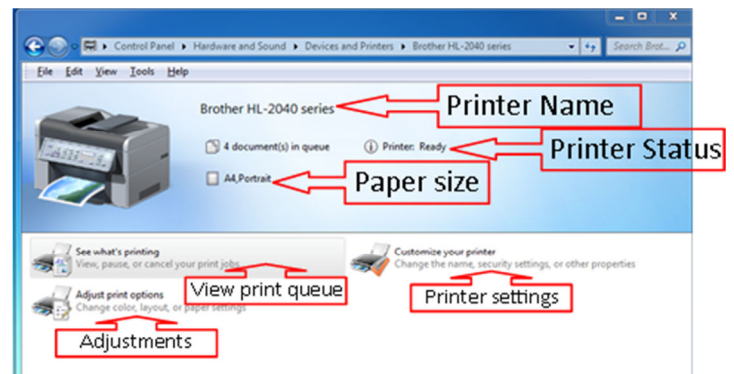 Control Panel ▸ Hardware and Sound ▸ Devices and Printers ▸ Brother HL-2040 series
Search Brot...
File Edit View Tools Help
Brother HL-2040 series
Printer Name
4 document(s) in queue
Printer: Ready
Printer Status
A4,Portrait
Paper size
See what's printing
View, pause, or cancel your print jobs
View print queue
Customize your printer
Change the name, security settings, or other properties
Printer settings
Adjust print options
Change color, layout, or paper settings
Adjustments